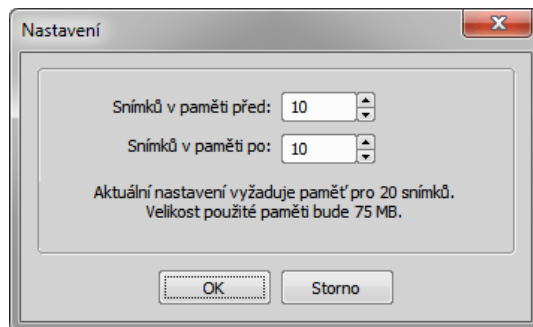 Nastavení
Snímků v paměti před: 10
Snímků v paměti po: 10
Aktuální nastavení vyžaduje paměť pro 20 snímků.
Velikost použité paměti bude 75 MB.
OK Storno